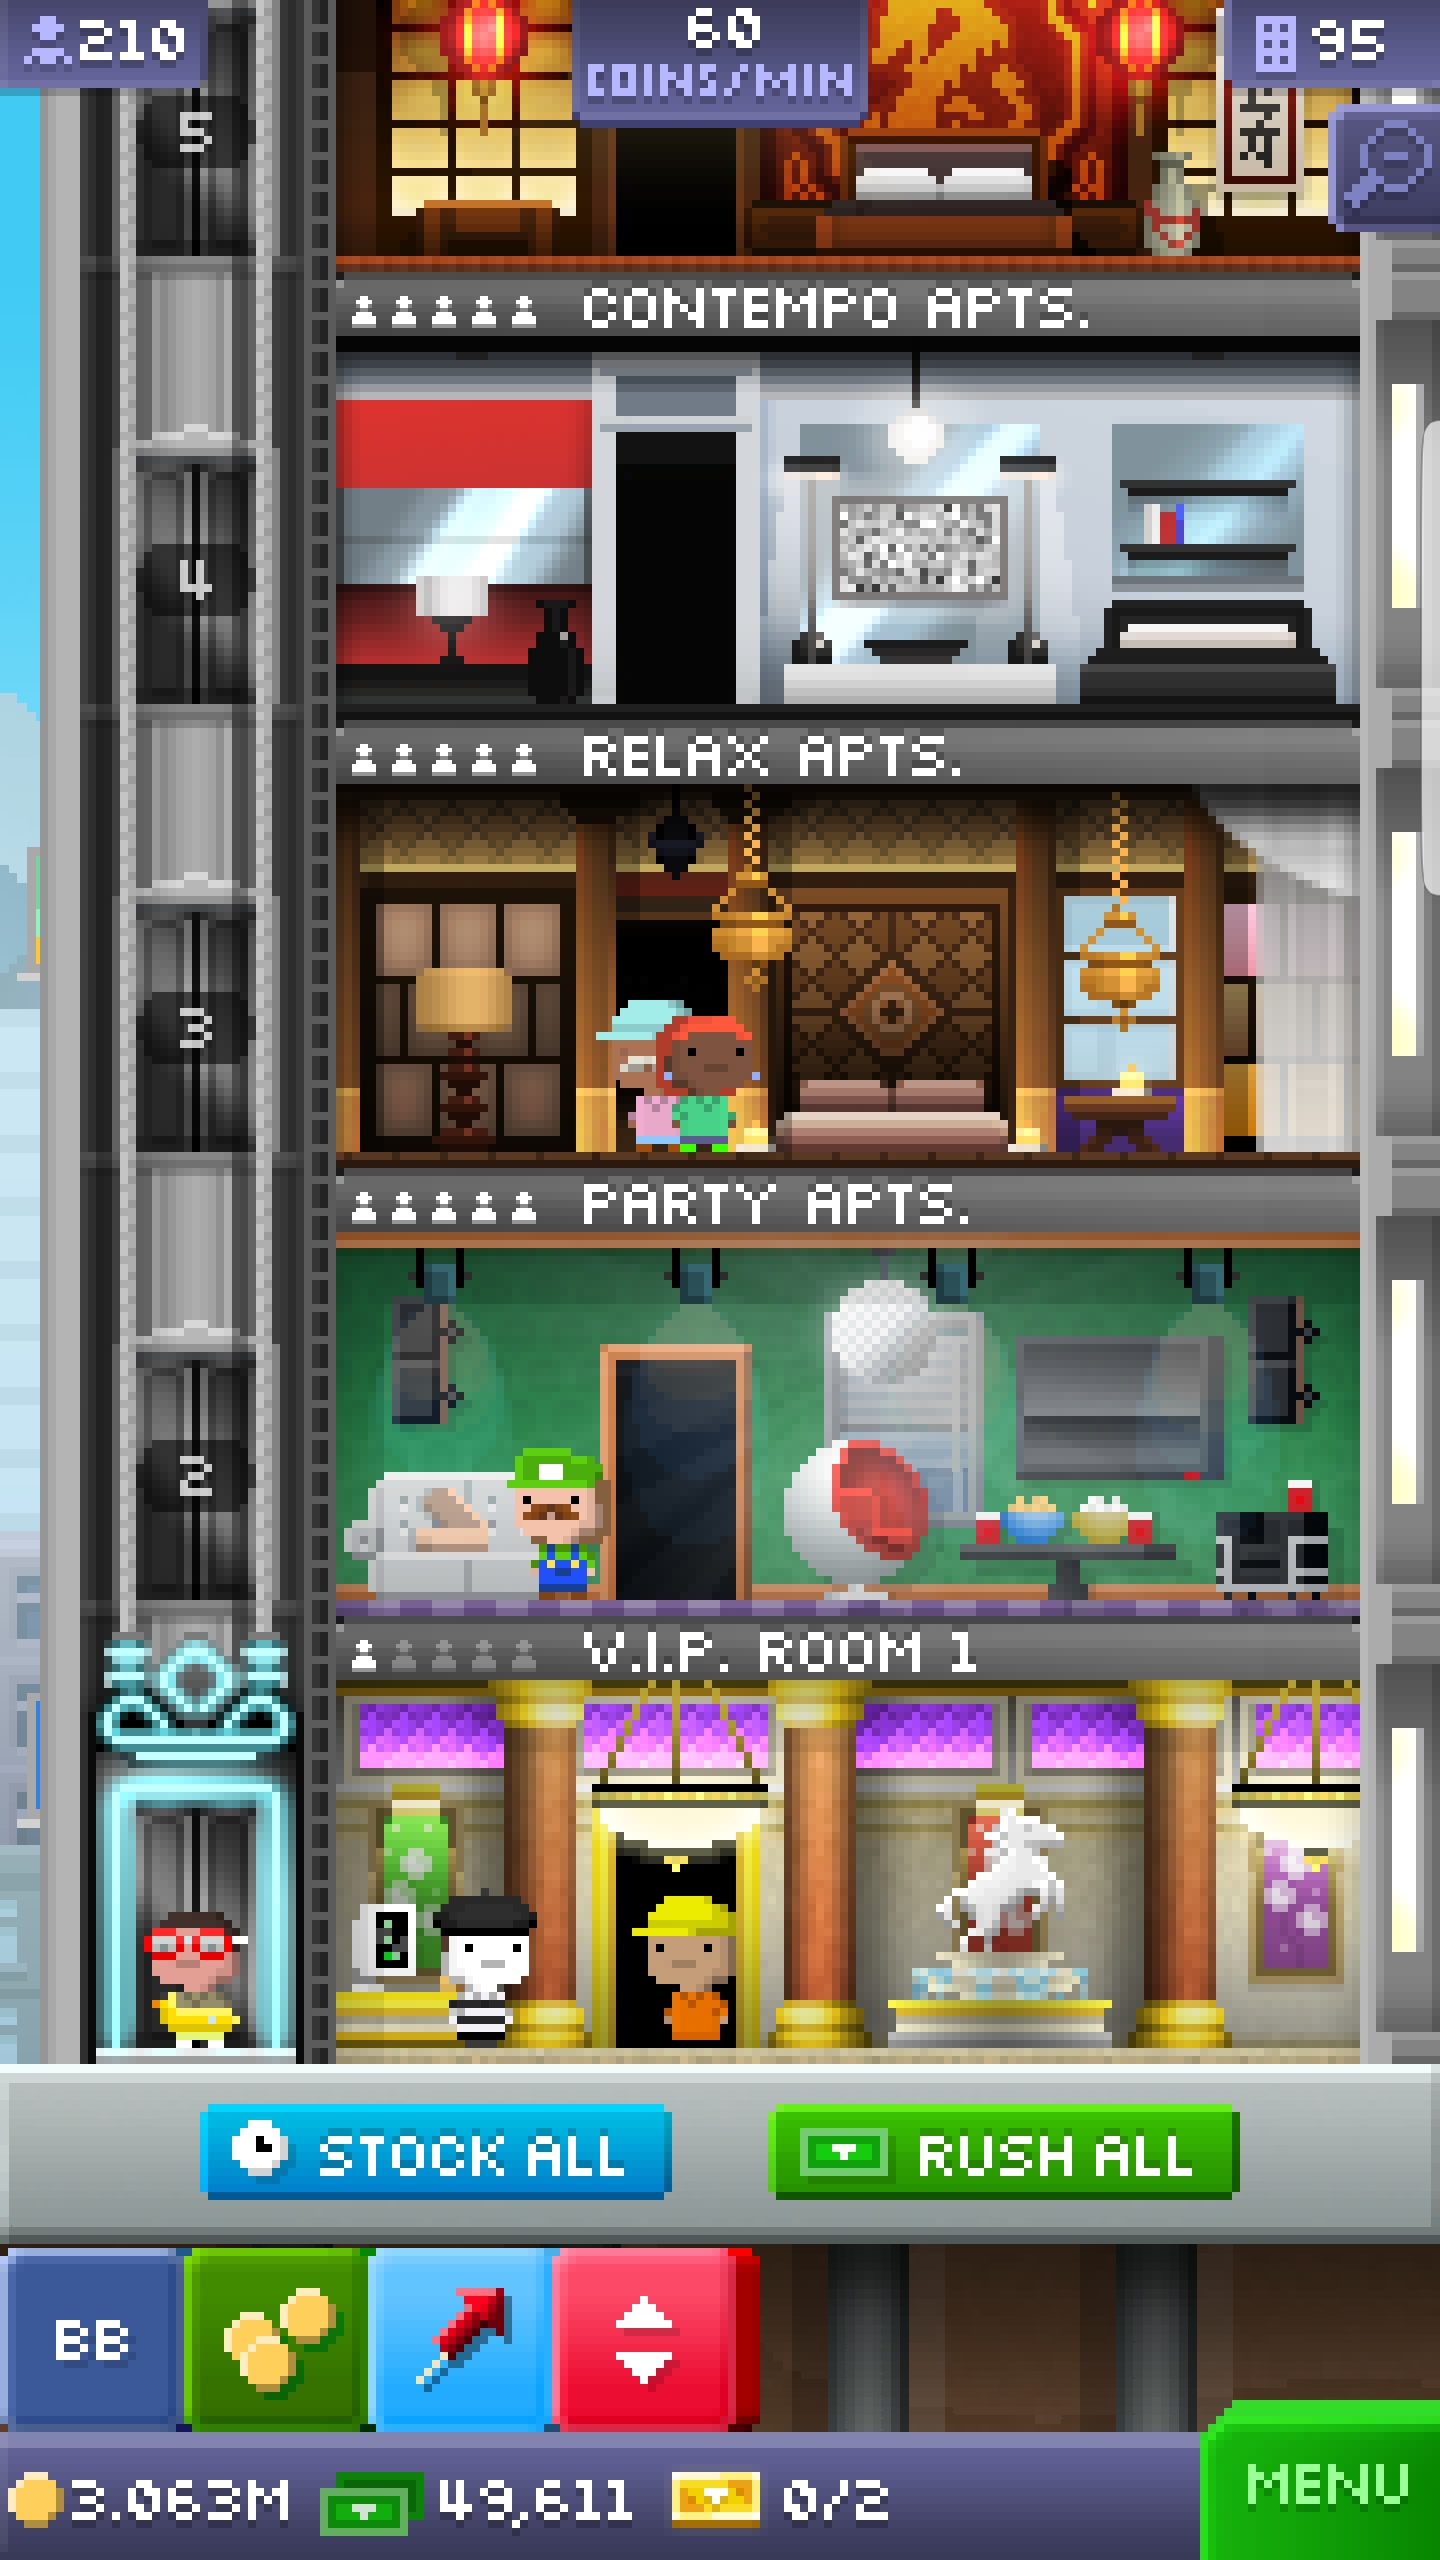 210
60
COINS/MIN
95
5
CONTEMPO APTS.
4
RELAX APTS.
3
PARTY APTS.
2
V.I.P. ROOM 1
STOCK ALL
RUSH ALL
BB
3.063M
49,611
0/2
MENU